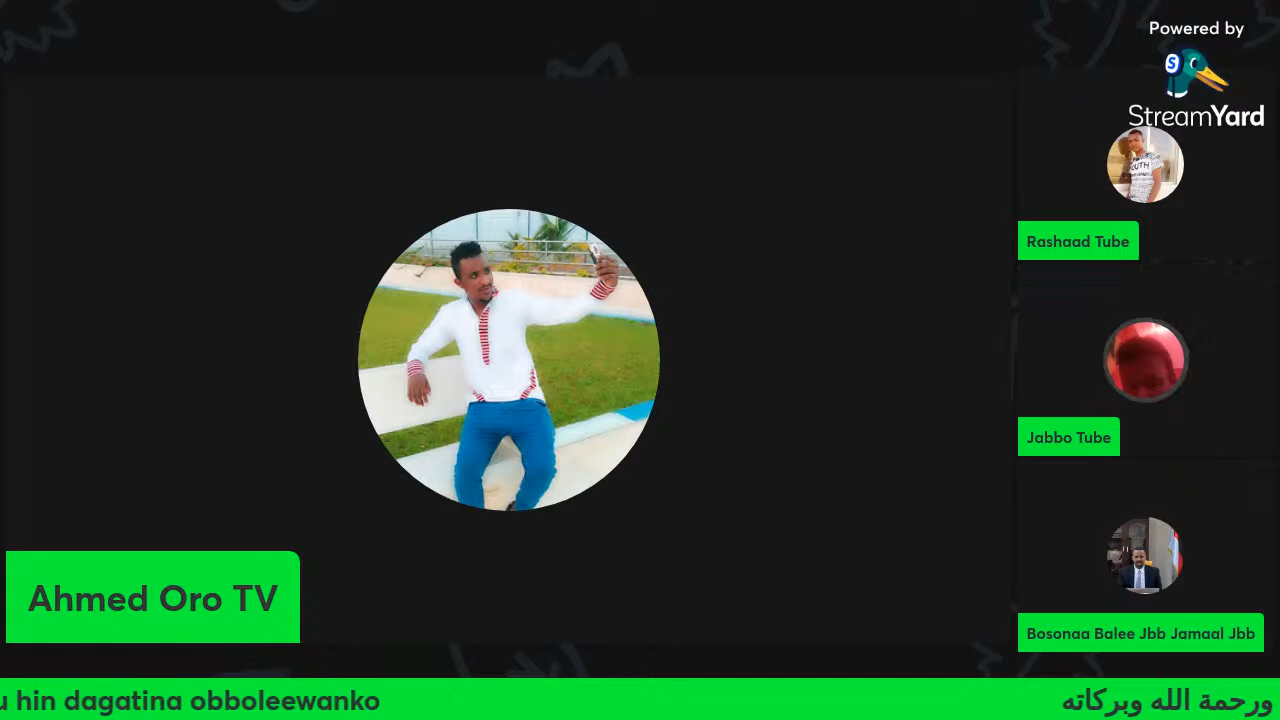 Powered by
StreamYard
OUTH
Rashaad Tube
Jabbo Tube
Bosonaa Balee Jbb Jamaal Jbb
Ahmed Oro TV
u hin dagatina obboleewanko
ورحمة الله وبركاته